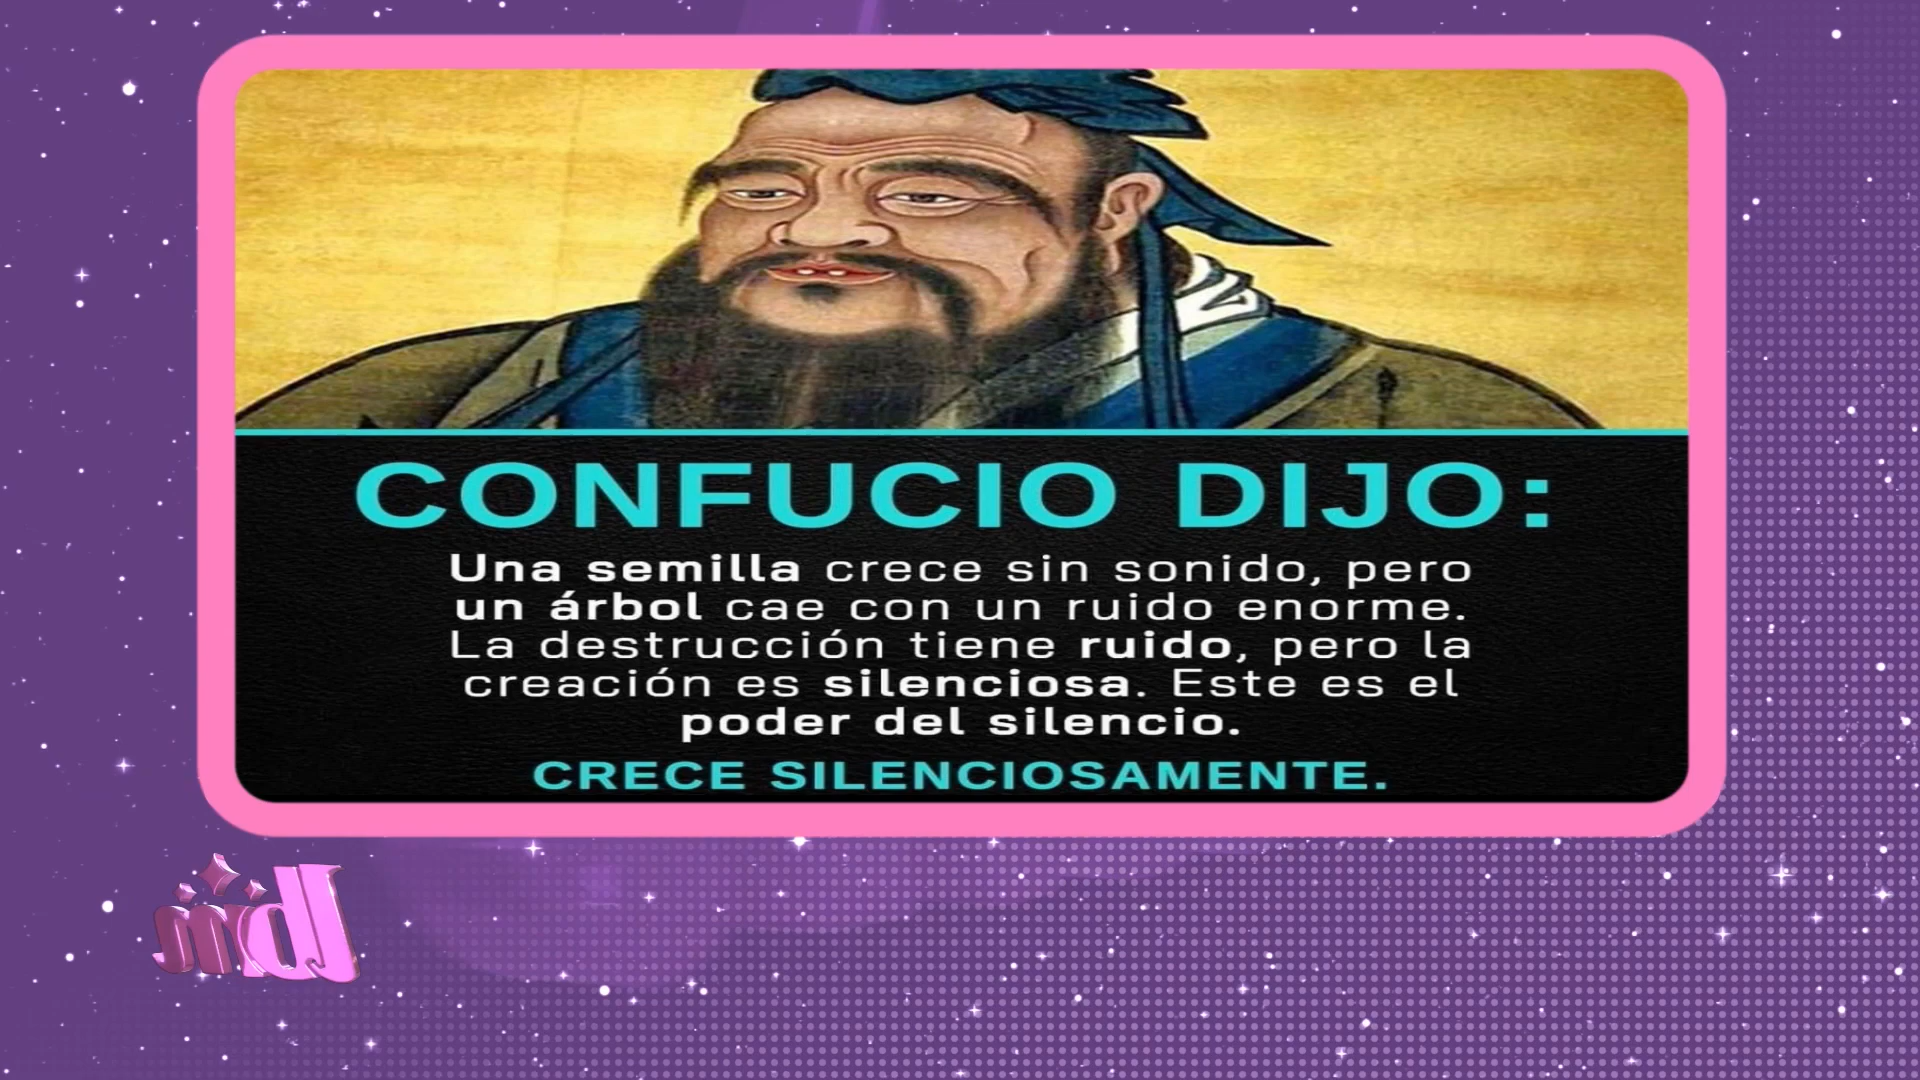 CONFUCIO DIJO:
Una semilla crece sin sonido, pero
un árbol cae con un ruido enorme.
La destrucción tiene ruido, pero la
creación es silenciosa. Este es el
poder del silencio.
CRECE SILENCIOSAMENTE.